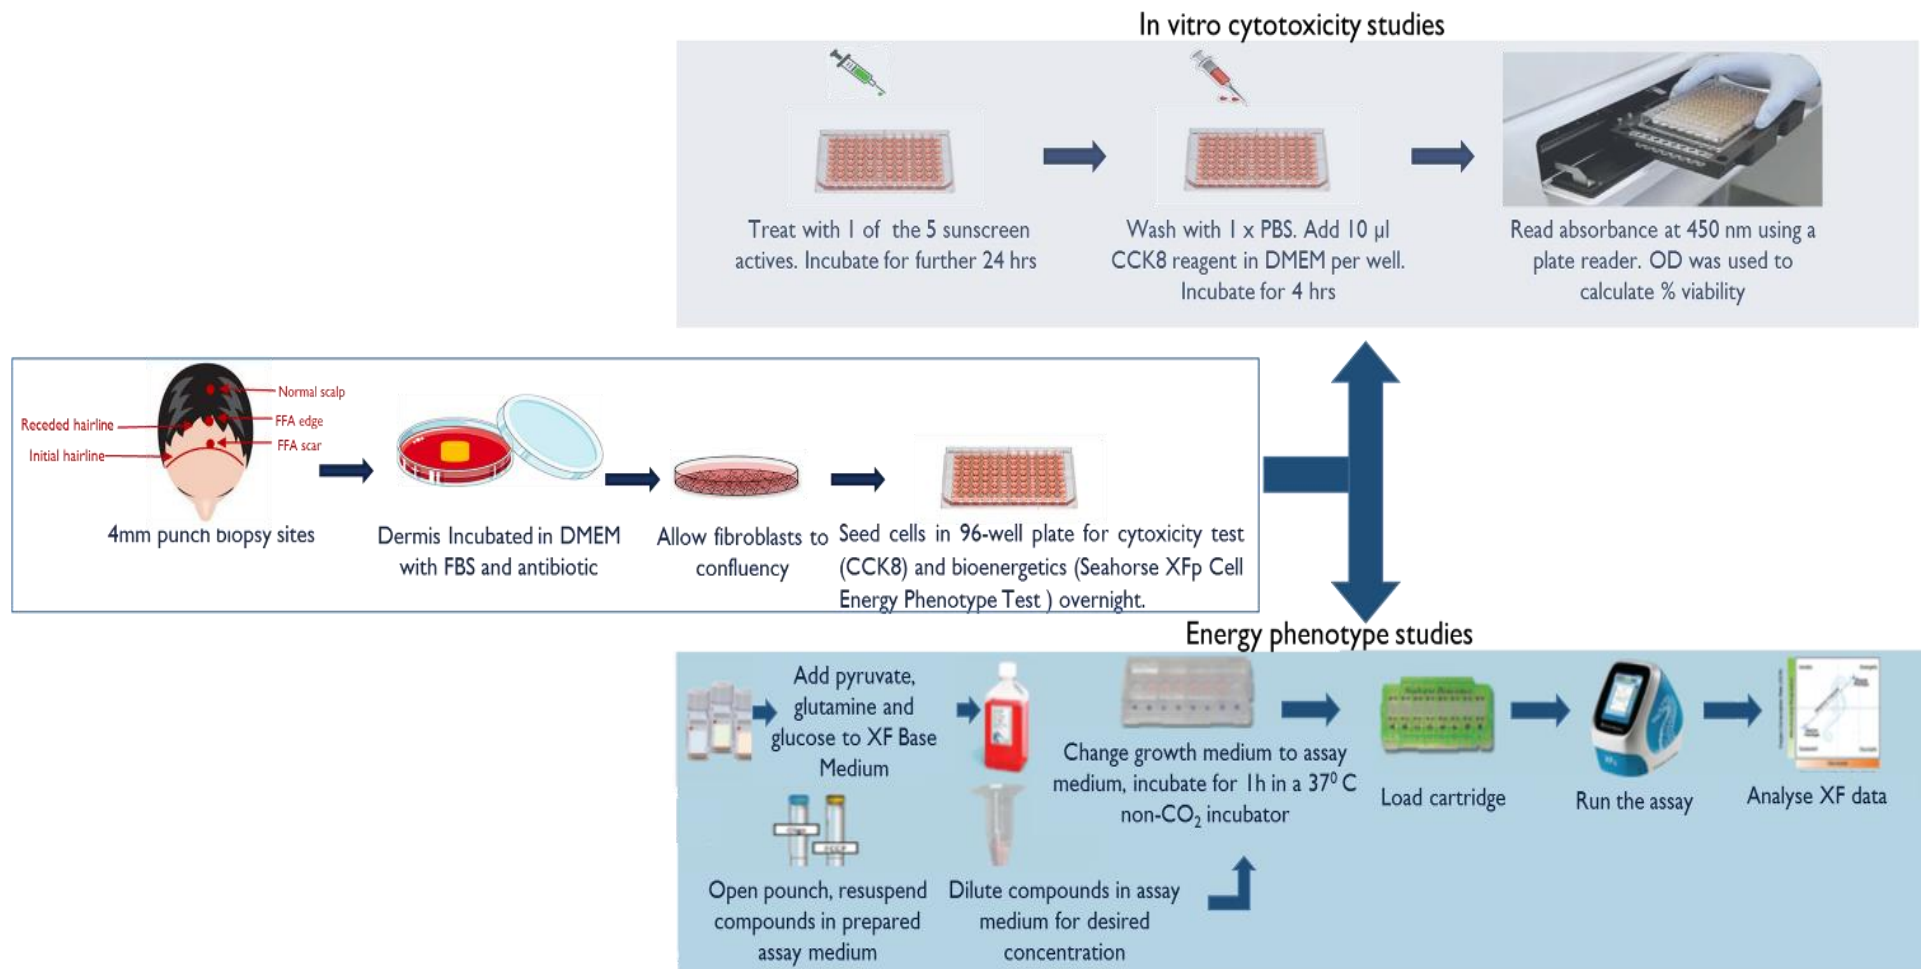 In vitro cytotoxicity studies
Treat with 1 of the 5 sunscreen
actives. Incubate for further 24 hrs
Wash with 1 x PBS. Add 10 µl
CCK8 reagent in DMEM per well.
Incubate for 4 hrs
Read absorbance at 450 nm using a
plate reader. OD was used to
calculate % viability
Normal scalp
Receded hairline
FFA edge
Initial hairline
FFA scar
4mm punch biopsy sites
Dermis Incubated in DMEM
with FBS and antibiotic
Allow fibroblasts to
confluency
Seed cells in 96-well plate for cytoxicity test
(CCK8) and bioenergetics (Seahorse XFp Cell
Energy Phenotype Test ) overnight.
Energy phenotype studies
Add pyruvate,
glutamine and
glucose to XF Base
Medium
Open pounch, resuspend
compounds in prepared
assay medium
Dilute compounds in assay
medium for desired
concentration
Change growth medium to assay
medium, incubate for 1h in a 37⁰ C
non-CO₂ incubator
Load cartridge
Run the assay
Analyse XF data